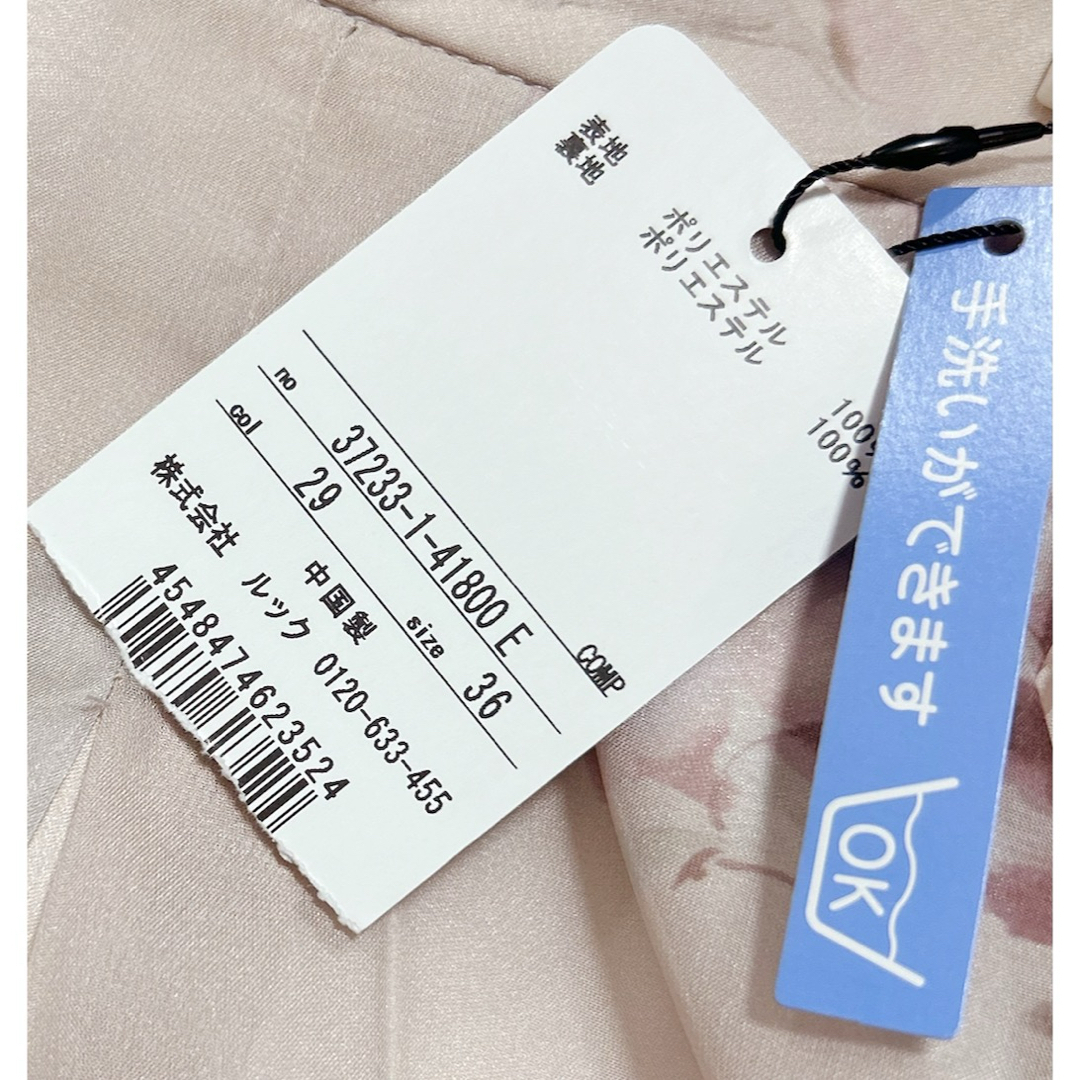 表地 ポリエステル 100%
裏地 ポリエステル 100%
COMP
no 37233-1-41800 E
col 29 size 36
中国製
株式会社 ルック 0120-633-455
4548474623524
手洗いができます
OK